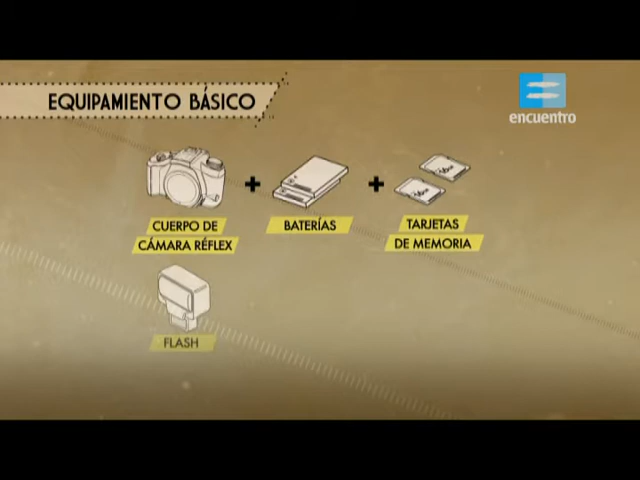 EQUIPAMIENTO BÁSICO
encuentro
+
+
CUERPO DE
CÁMARA RÉFLEX
BATERÍAS
TARJETAS
DE MEMORIA
FLASH